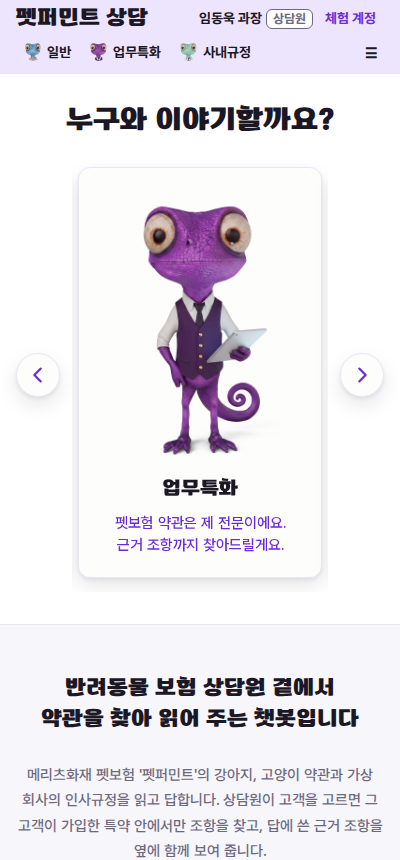 펫퍼민트 상담
임동욱 과장 상담원 체험 계정
일반 업무특화 사내규정
누구와 이야기할까요?
업무특화
펫보험 약관은 제 전문이에요.
근거 조항까지 찾아드릴게요.
반려동물 보험 상담원 곁에서
약관을 찾아 읽어 주는 챗봇입니다
메리츠화재 펫보험 '펫퍼민트'의 강아지, 고양이 약관과 가상
회사의 인사규정을 읽고 답합니다. 상담원이 고객을 고르면 그
고객이 가입한 특약 안에서만 조항을 찾고, 답에 쓴 근거 조항을
옆에 함께 보여 줍니다.